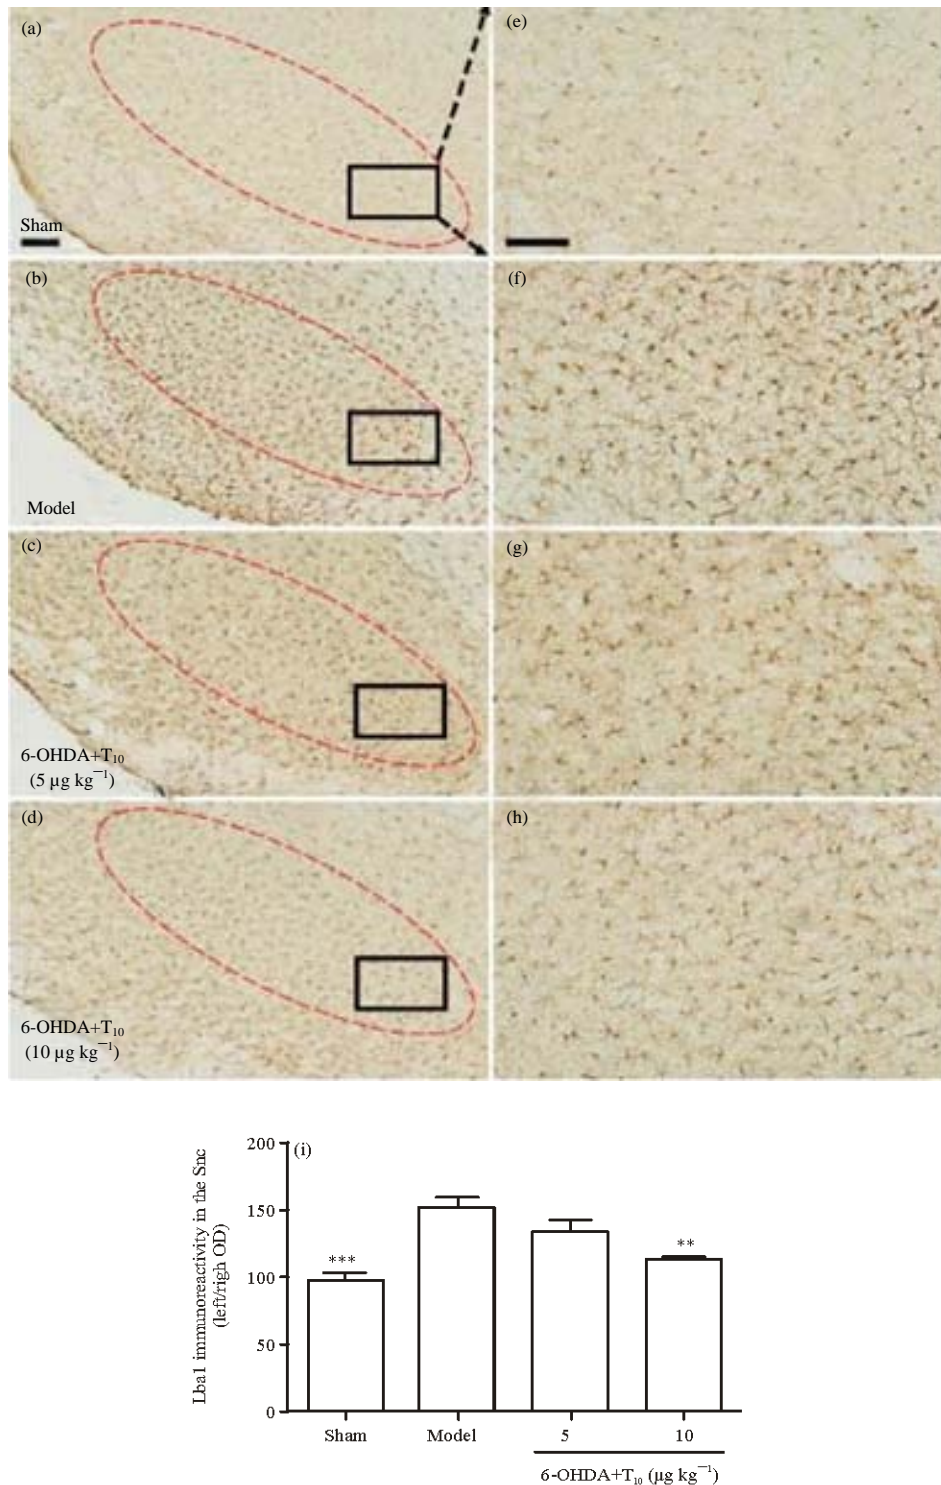 (a)
(e)
Sham
(b)
(f)
Model
(c)
(g)
6-OHDA+T₁₀
(5 µg kg⁻¹)
(d)
(h)
6-OHDA+T₁₀
(10 µg kg⁻¹)
(i)
Lba1 immunoreactivity in the Snc
(left/righ OD)
200
150
100
50
0
***
**
Sham
Model
5
10
6-OHDA+T₁₀ (µg kg⁻¹)